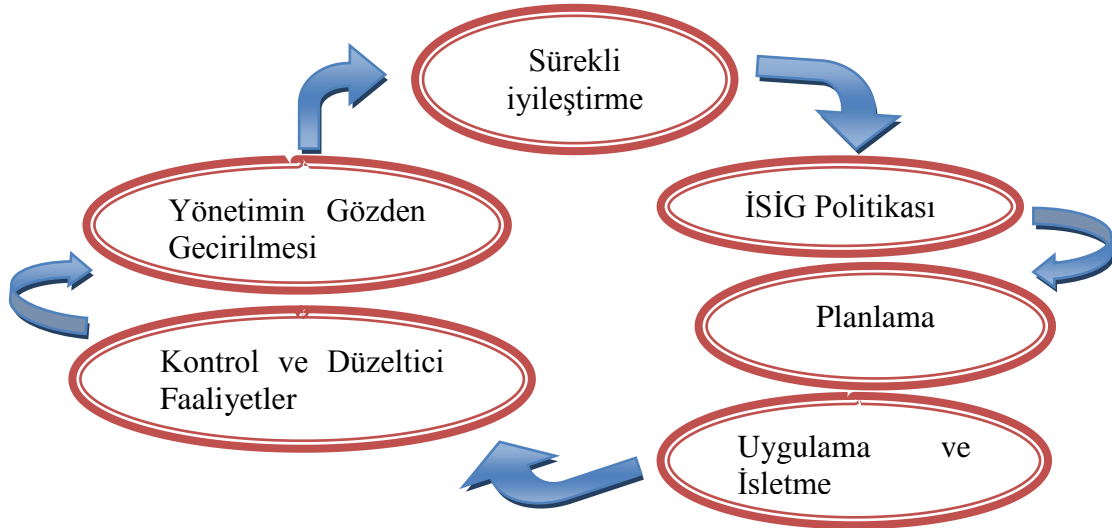 Sürekli
iyileştirme
İSİG Politikası
Planlama
Uygulama ve
İsletme
Kontrol ve Düzeltici
Faaliyetler
Yönetimin Gözden
Gecirilmesi